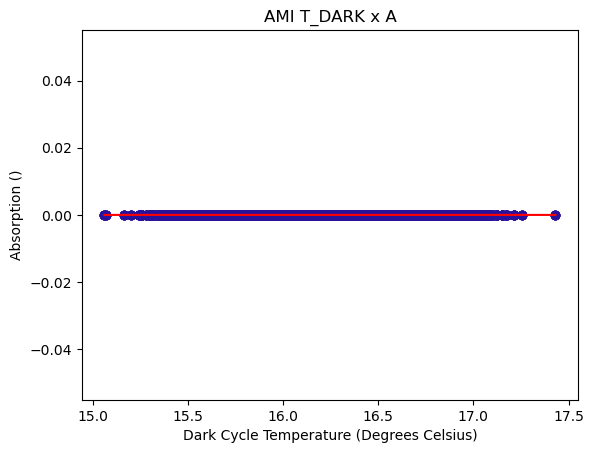 AMI T_DARK x A
0.04
0.02
0.00
−0.02
−0.04
Absorption ()
15.0 15.5 16.0 16.5 17.0 17.5
Dark Cycle Temperature (Degrees Celsius)